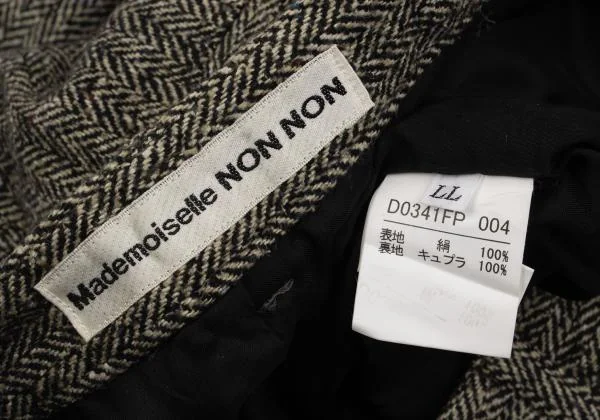 Mademoiselle NON NON
LL
D0341FP 004
表地 絹 100%
裏地 キュプラ 100%